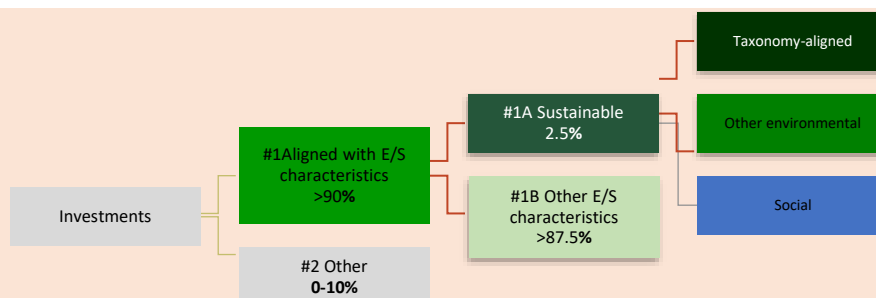 Taxonomy-aligned
#1A Sustainable
2.5%
Other environmental
#1Aligned with E/S
characteristics
>90%
#1B Other E/S
characteristics
>87.5%
Social
Investments
#2 Other
0-10%